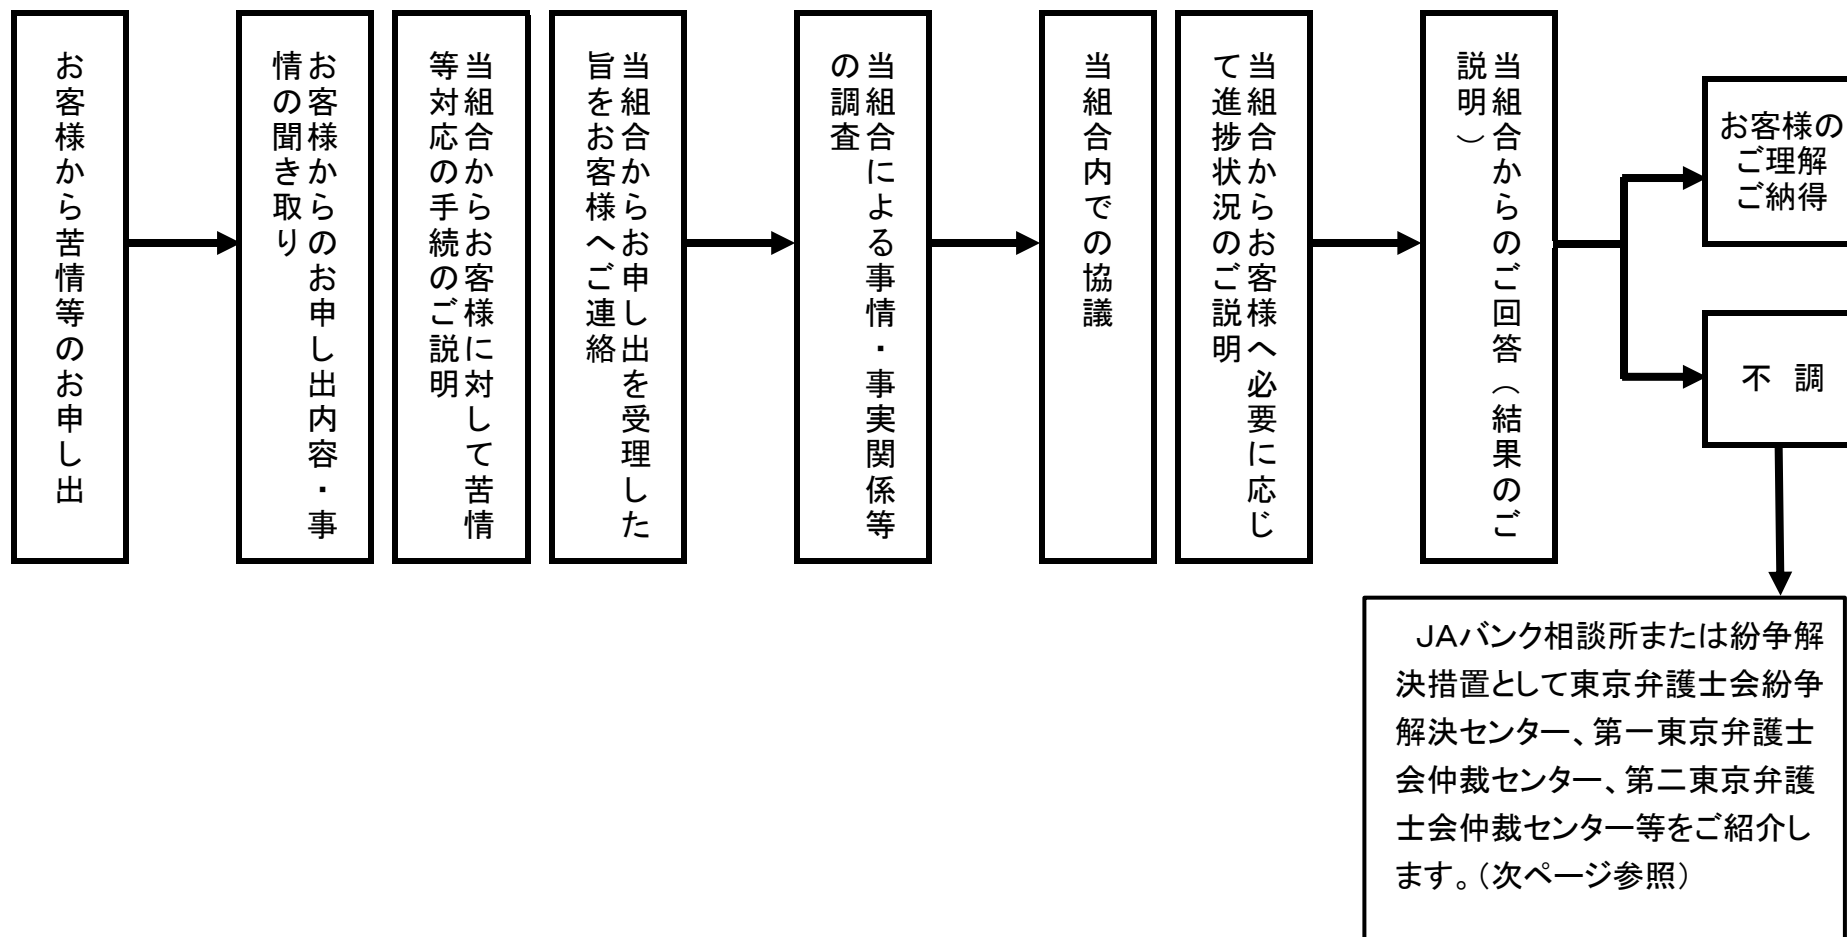 お客様から苦情等のお申し出
お客様からのお申し出内容・事
情の聞き取り
当組合からお客様に対して苦情
等対応の手続のご説明
当組合からお申し出を受理した
旨をお客様へご連絡
当組合による事情・事実関係等
の調査
当組合内での協議
当組合からお客様へ必要に応じ
て進捗状況のご説明
当組合からのご回答（結果のご
説明）
お客様の
ご理解
ご納得
不　調
JAバンク相談所または紛争解
決措置として東京弁護士会紛争
解決センター、第一東京弁護士
会仲裁センター、第二東京弁護
士会仲裁センター等をご紹介し
ます。（次ページ参照）